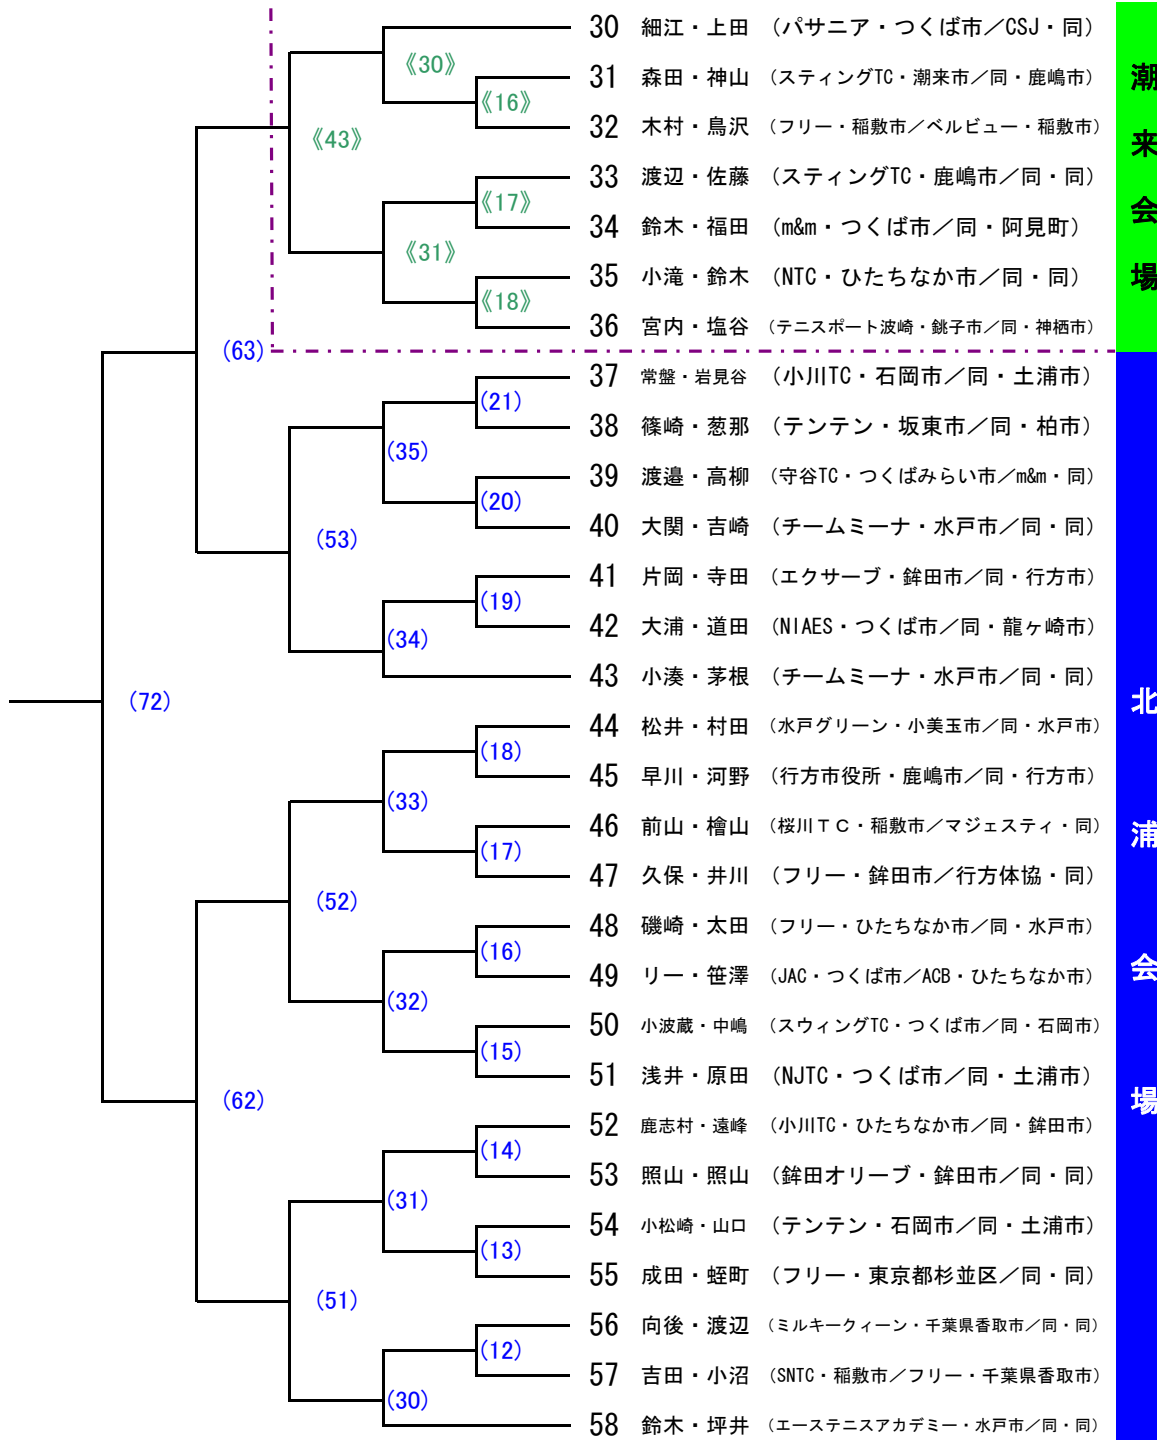 30 細江・上田 （パサニア・つくば市／CSJ・同）
《30》
31 森田・神山 （スティングTC・潮来市／同・鹿嶋市）
《16》
32 木村・鳥沢 （フリー・稲敷市／ベルビュー・稲敷市）
《43》
33 渡辺・佐藤 （スティングTC・鹿嶋市／同・同）
《17》
34 鈴木・福田 （m&m・つくば市／同・阿見町）
《31》
35 小滝・鈴木 （NTC・ひたちなか市／同・同）
《18》
36 宮内・塩谷 （テニスポート波崎・銚子市／同・神栖市）
潮来会場
(63)
37 常盤・岩見谷 （小川TC・石岡市／同・土浦市）
(21)
38 篠崎・葱那 （テンテン・坂東市／同・柏市）
(35)
39 渡邉・高柳 （守谷TC・つくばみらい市／m&m・同）
(20)
40 大関・吉崎 （チームミーナ・水戸市／同・同）
(53)
41 片岡・寺田 （エクサーブ・鉾田市／同・行方市）
(19)
42 大浦・道田 （NIAES・つくば市／同・龍ヶ崎市）
(34)
43 小湊・茅根 （チームミーナ・水戸市／同・同）
(72)
44 松井・村田 （水戸グリーン・小美玉市／同・水戸市）
(18)
45 早川・河野 （行方市役所・鹿嶋市／同・行方市）
(33)
46 前山・檜山 （桜川ＴＣ・稲敷市／マジェスティ・同）
(17)
47 久保・井川 （フリー・鉾田市／行方体協・同）
(52)
48 磯崎・太田 （フリー・ひたちなか市／同・水戸市）
(16)
49 リー・笹澤 （JAC・つくば市／ACB・ひたちなか市）
(32)
50 小波蔵・中嶋 （スウィングTC・つくば市／同・石岡市）
(15)
51 浅井・原田 （NJTC・つくば市／同・土浦市）
(62)
52 鹿志村・遠峰 （小川TC・ひたちなか市／同・鉾田市）
(14)
53 照山・照山 （鉾田オリーブ・鉾田市／同・同）
(31)
54 小松崎・山口 （テンテン・石岡市／同・土浦市）
(13)
55 成田・蛭町 （フリー・東京都杉並区／同・同）
(51)
56 向後・渡辺 （ミルキークィーン・千葉県香取市／同・同）
(12)
57 吉田・小沼 （SNTC・稲敷市／フリー・千葉県香取市）
(30)
58 鈴木・坪井 （エーステニスアカデミー・水戸市／同・同）
北浦会場